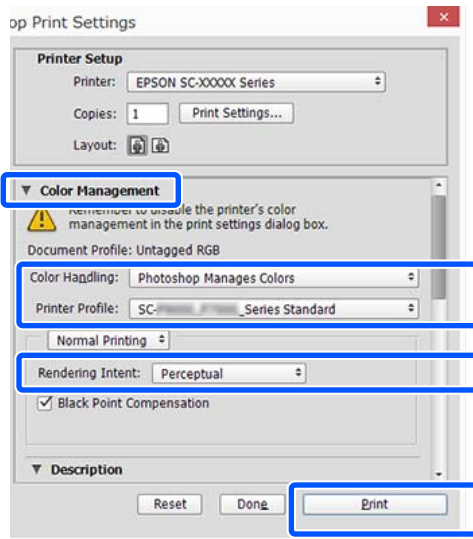 op Print Settings
Printer Setup
Printer: EPSON SC-XXXXX Series
Copies: 1 Print Settings...
Layout:
Color Management
Remember to disable the printer's color
management in the print settings dialog box.
Document Profile: Untagged RGB
Color Handling: Photoshop Manages Colors
Printer Profile: SC- _Series Standard
Normal Printing
Rendering Intent: Perceptual
Black Point Compensation
Description
Reset Done Print